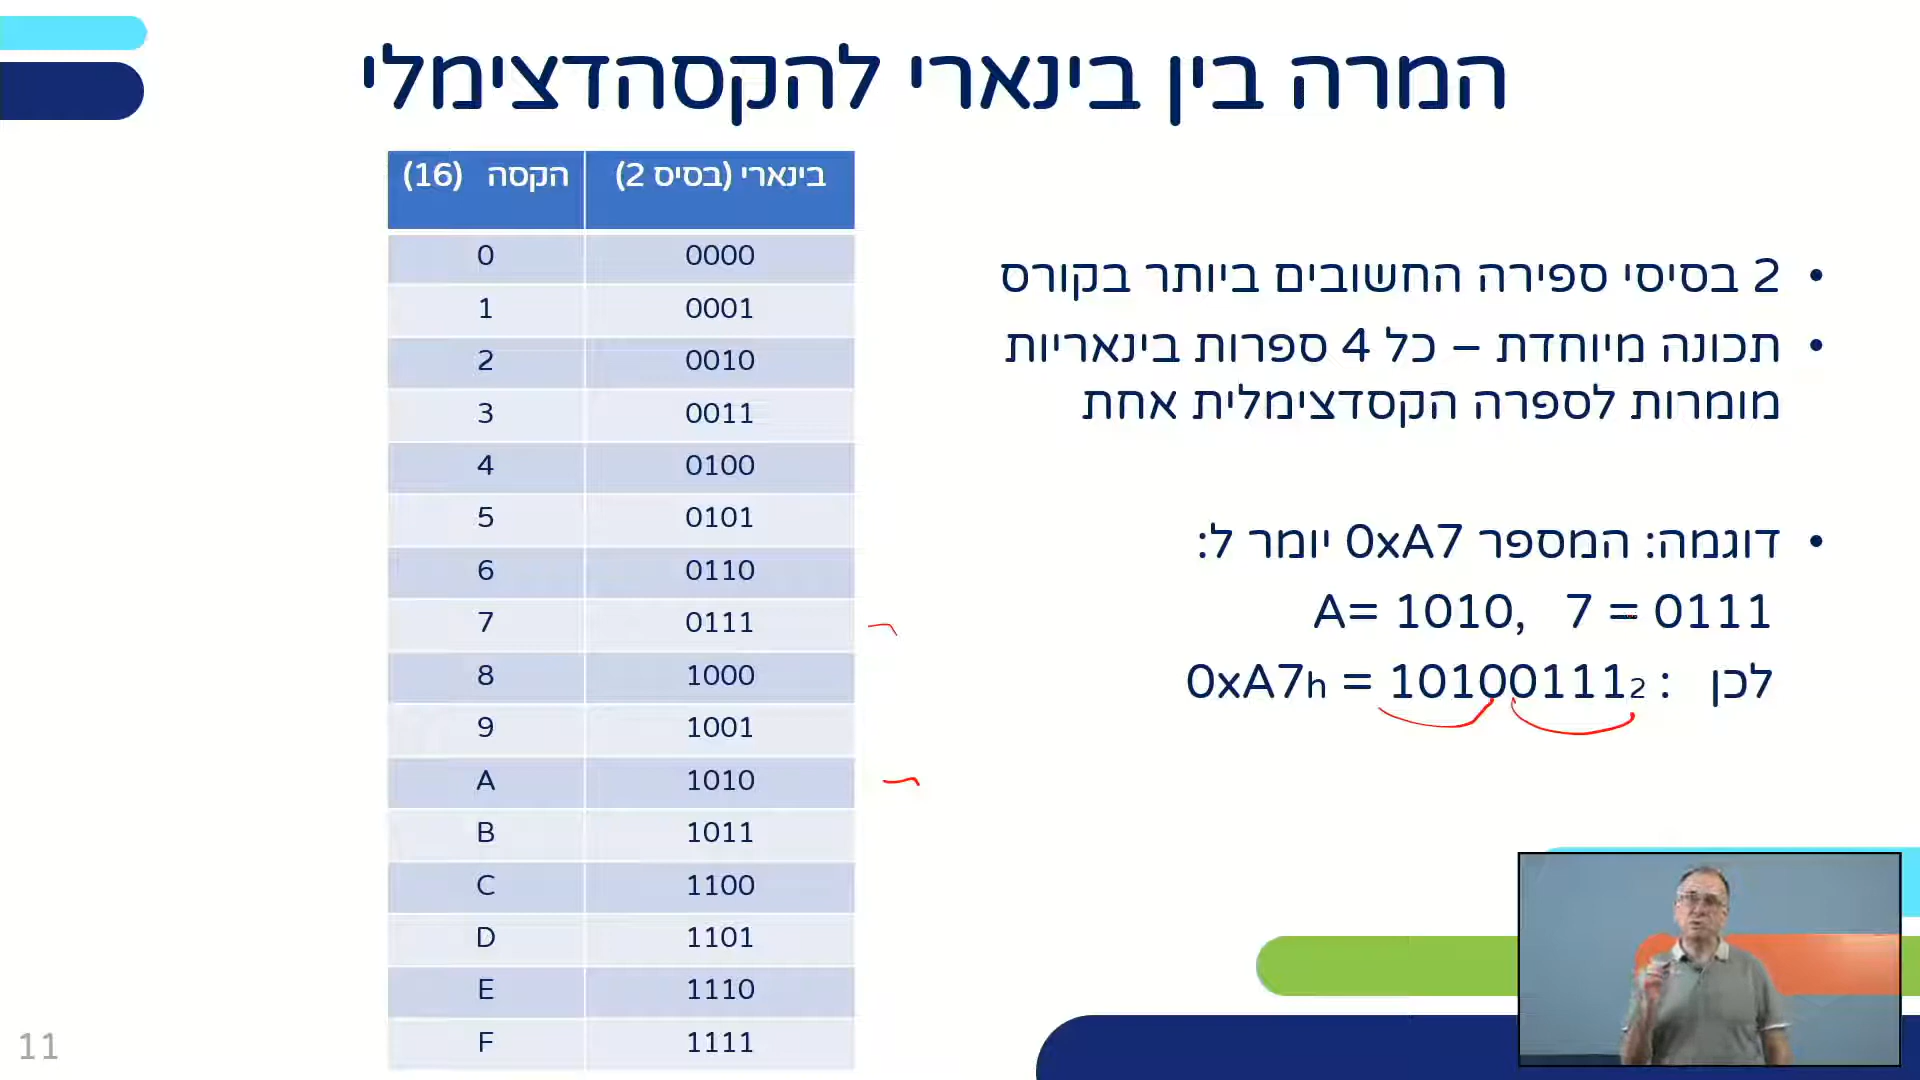 המרה בין בינארי להקסהדצימלי
בינארי (בסיס 2) הקסה (16)
0000 0
0001 1
0010 2
0011 3
0100 4
0101 5
0110 6
0111 7
1000 8
1001 9
1010 A
1011 B
1100 C
1101 D
1110 E
1111 F
• 2 בסיסי ספירה החשובים ביותר בקורס
• תכונה מיוחדת – כל 4 ספרות בינאריות
מומרות לספרה הקסדצימלית אחת
• דוגמה: המספר 0xA7 יומר ל:
A= 1010, 7 = 0111
לכן : 0xA7h = 10100111₂
11